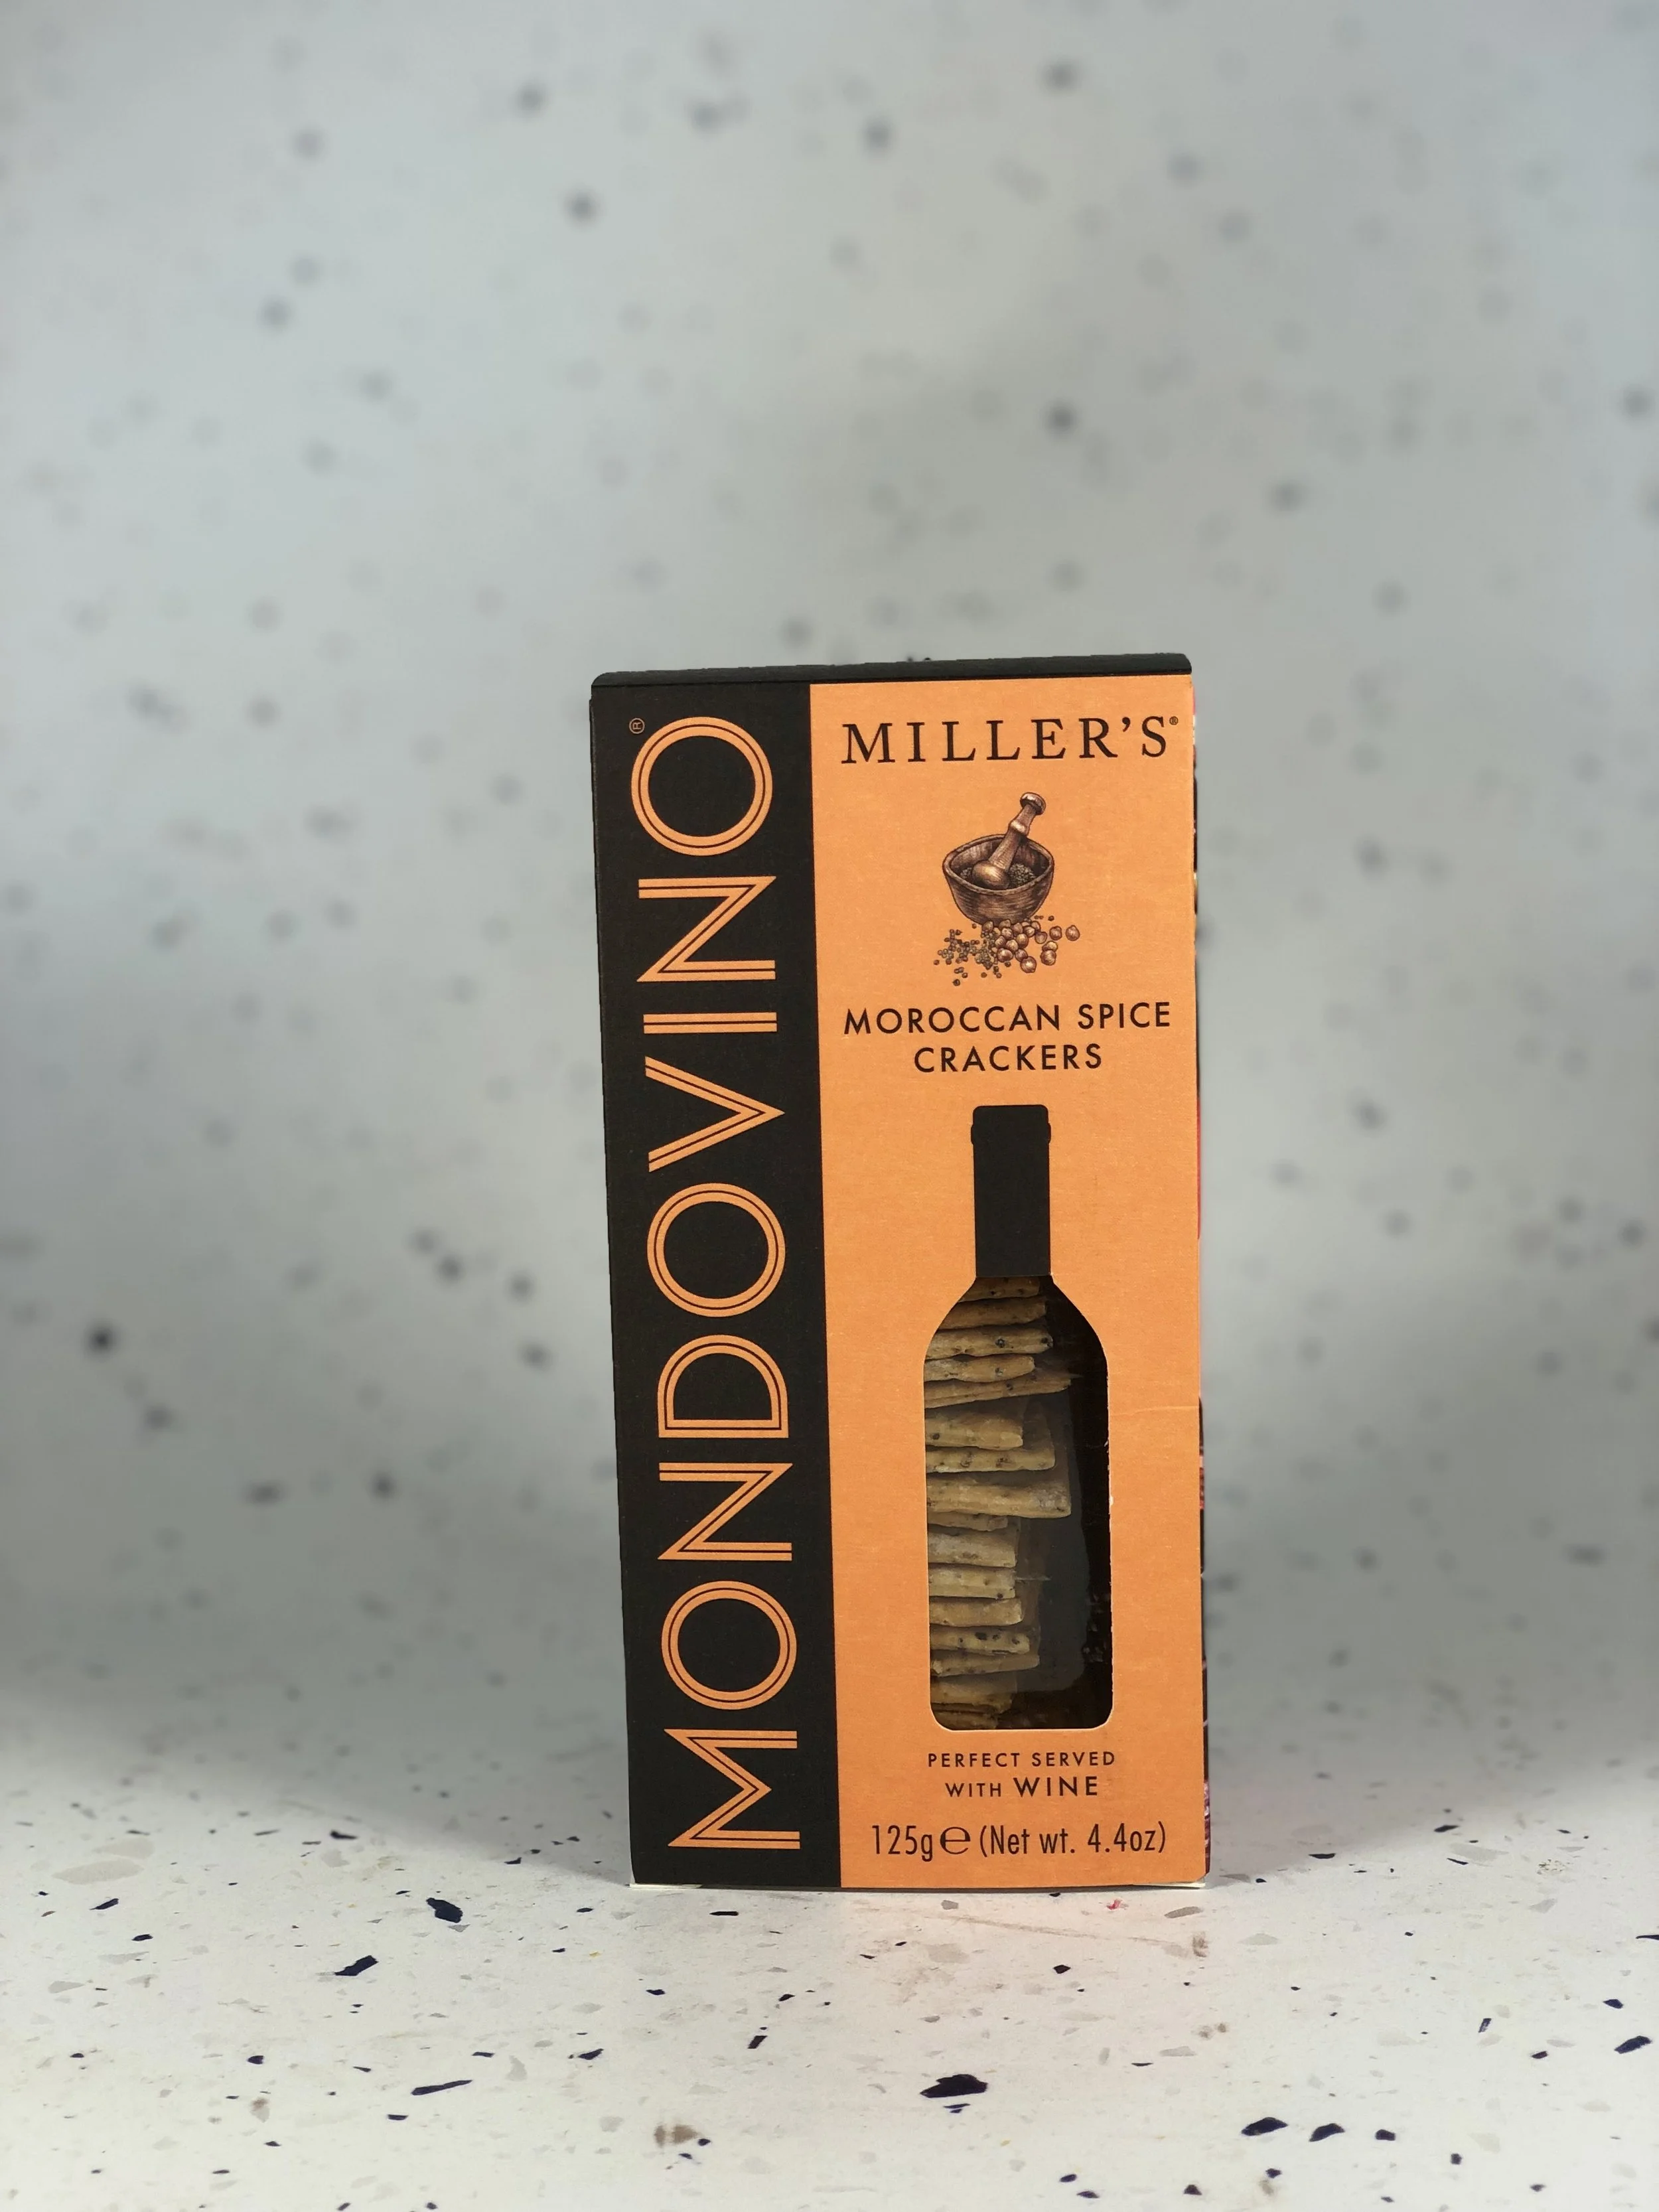 MONDOVINO®
MILLER'S®
MOROCCAN SPICE
CRACKERS
PERFECT SERVED
WITH WINE
125g℮ (Net wt. 4.4oz)